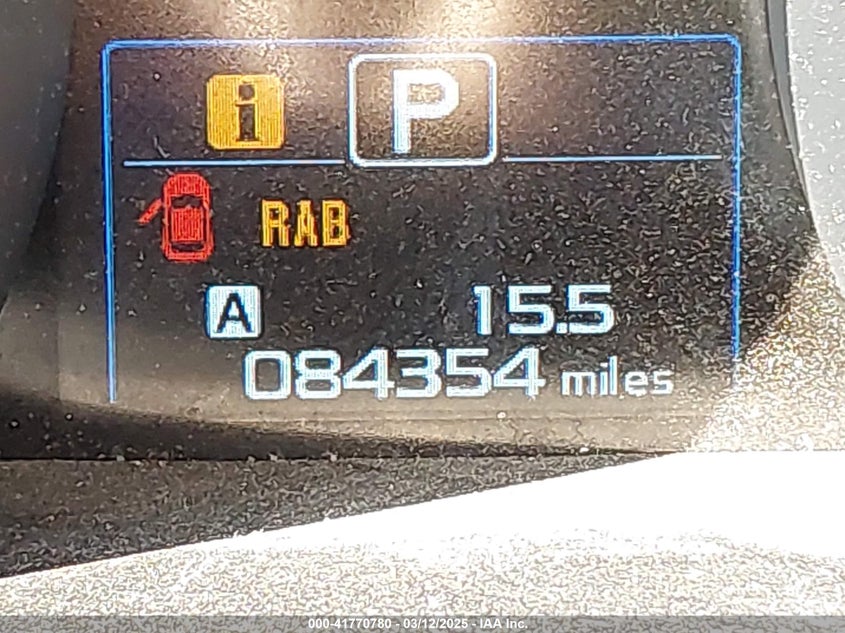 i P
RAB
A 15.5
084354 miles
000-41770780 - 03/12/2025 - IAA Inc.